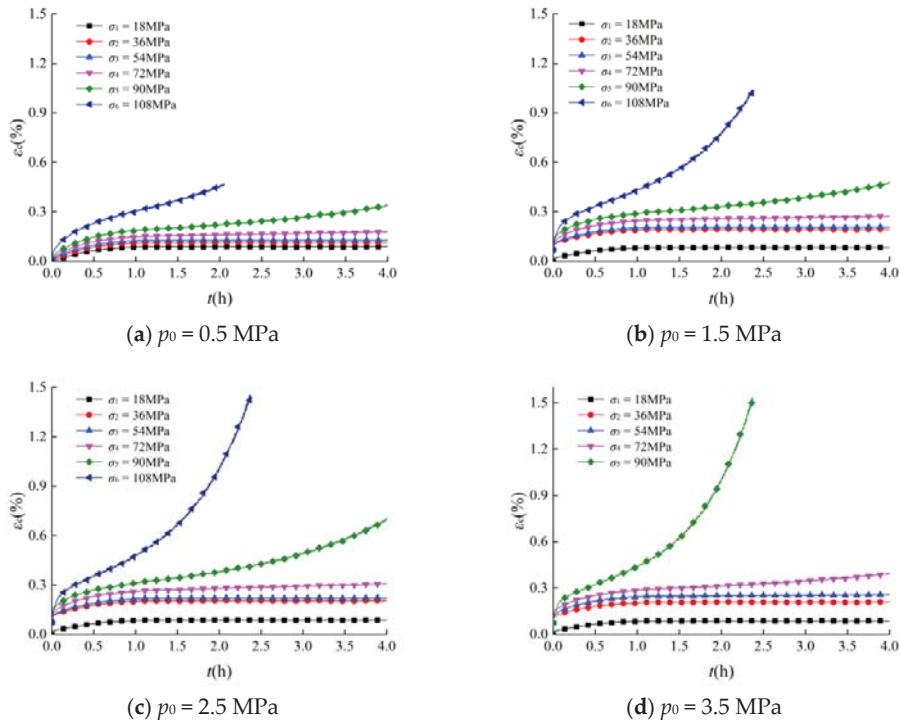 1.5
1.2
0.9
0.6
0.3
0.0
εc(%)
σ1 = 18MPa
σ2 = 36MPa
σ3 = 54MPa
σ4 = 72MPa
σ5 = 90MPa
σ6 = 108MPa
0.0 0.5 1.0 1.5 2.0 2.5 3.0 3.5 4.0
t(h)
(a) p0 = 0.5 MPa
1.5
1.2
0.9
0.6
0.3
0.0
εc(%)
σ1 = 18MPa
σ2 = 36MPa
σ3 = 54MPa
σ4 = 72MPa
σ5 = 90MPa
σ6 = 108MPa
0.0 0.5 1.0 1.5 2.0 2.5 3.0 3.5 4.0
t(h)
(b) p0 = 1.5 MPa
1.5
1.2
0.9
0.6
0.3
0.0
εc(%)
σ1 = 18MPa
σ2 = 36MPa
σ3 = 54MPa
σ4 = 72MPa
σ5 = 90MPa
σ6 = 108MPa
0.0 0.5 1.0 1.5 2.0 2.5 3.0 3.5 4.0
t(h)
(c) p0 = 2.5 MPa
1.5
1.2
0.9
0.6
0.3
0.0
εc(%)
σ1 = 18MPa
σ2 = 36MPa
σ3 = 54MPa
σ4 = 72MPa
σ5 = 90MPa
0.0 0.5 1.0 1.5 2.0 2.5 3.0 3.5 4.0
t(h)
(d) p0 = 3.5 MPa